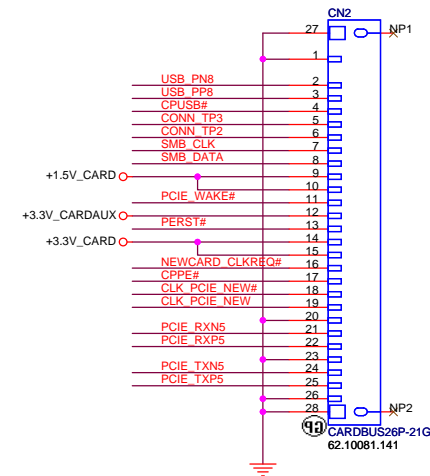 CN2
27 NP1
1
USB_PN8 2
USB_PP8 3
CPUSB# 4
CONN_TP3 5
CONN_TP2 6
SMB_CLK 7
SMB_DATA 8
+1.5V_CARD 9
10
PCIE_WAKE# 11
+3.3V_CARDAUX 12
PERST# 13
+3.3V_CARD 14
15
NEWCARD_CLKREQ# 16
CPPE# 17
CLK_PCIE_NEW# 18
CLK_PCIE_NEW 19
20
PCIE_RXN5 21
PCIE_RXP5 22
23
PCIE_TXN5 24
PCIE_TXP5 25
26
28 NP2
GP
CARDBUS26P-21G
62.10081.141